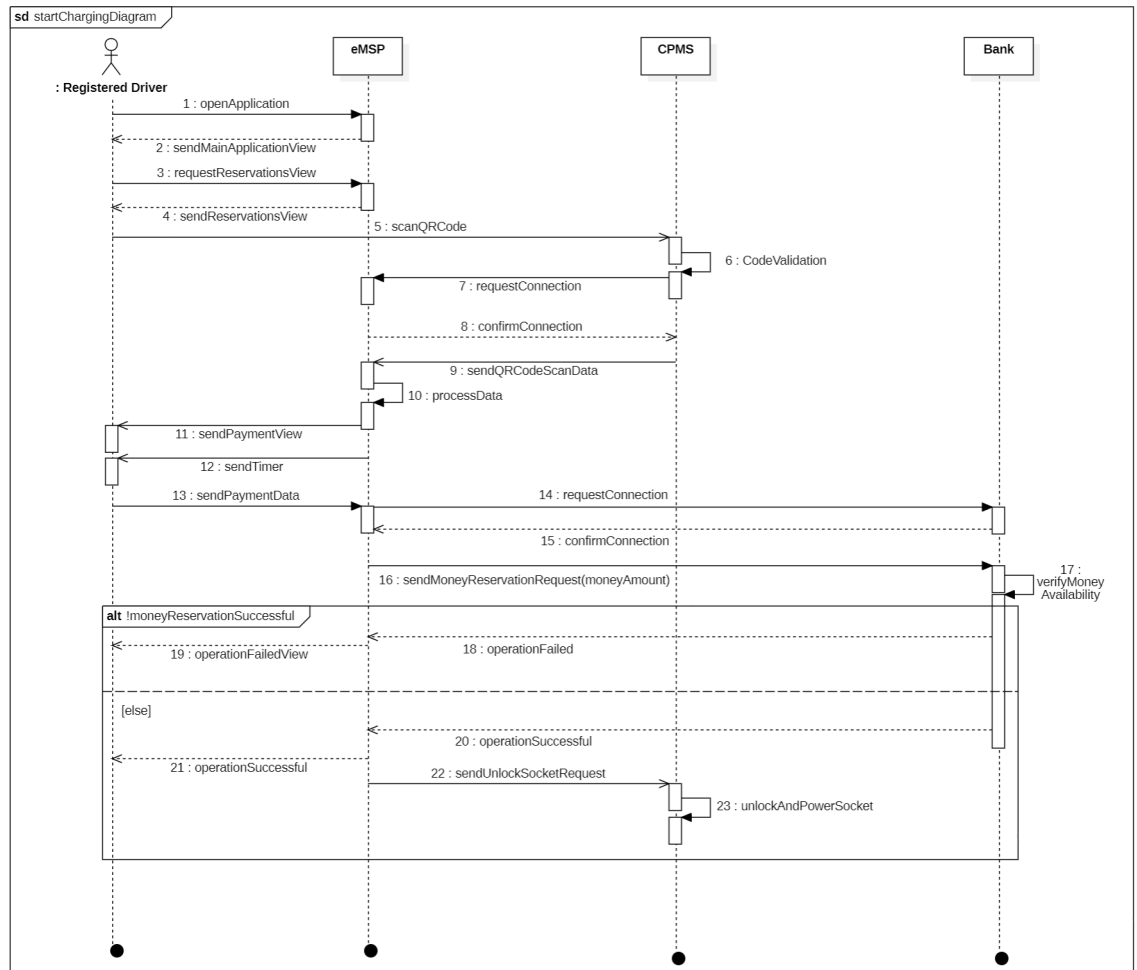 sd startChargingDiagram
eMSP
CPMS
Bank
: Registered Driver
1 : openApplication
2 : sendMainApplicationView
3 : requestReservationsView
4 : sendReservationsView
5 : scanQRCode
6 : CodeValidation
7 : requestConnection
8 : confirmConnection
9 : sendQRCodeScanData
10 : processData
11 : sendPaymentView
12 : sendTimer
13 : sendPaymentData
14 : requestConnection
15 : confirmConnection
16 : sendMoneyReservationRequest(moneyAmount)
17 :
verifyMoney
Availability
alt !moneyReservationSuccessful
18 : operationFailed
19 : operationFailedView
[else]
20 : operationSuccessful
21 : operationSuccessful
22 : sendUnlockSocketRequest
23 : unlockAndPowerSocket